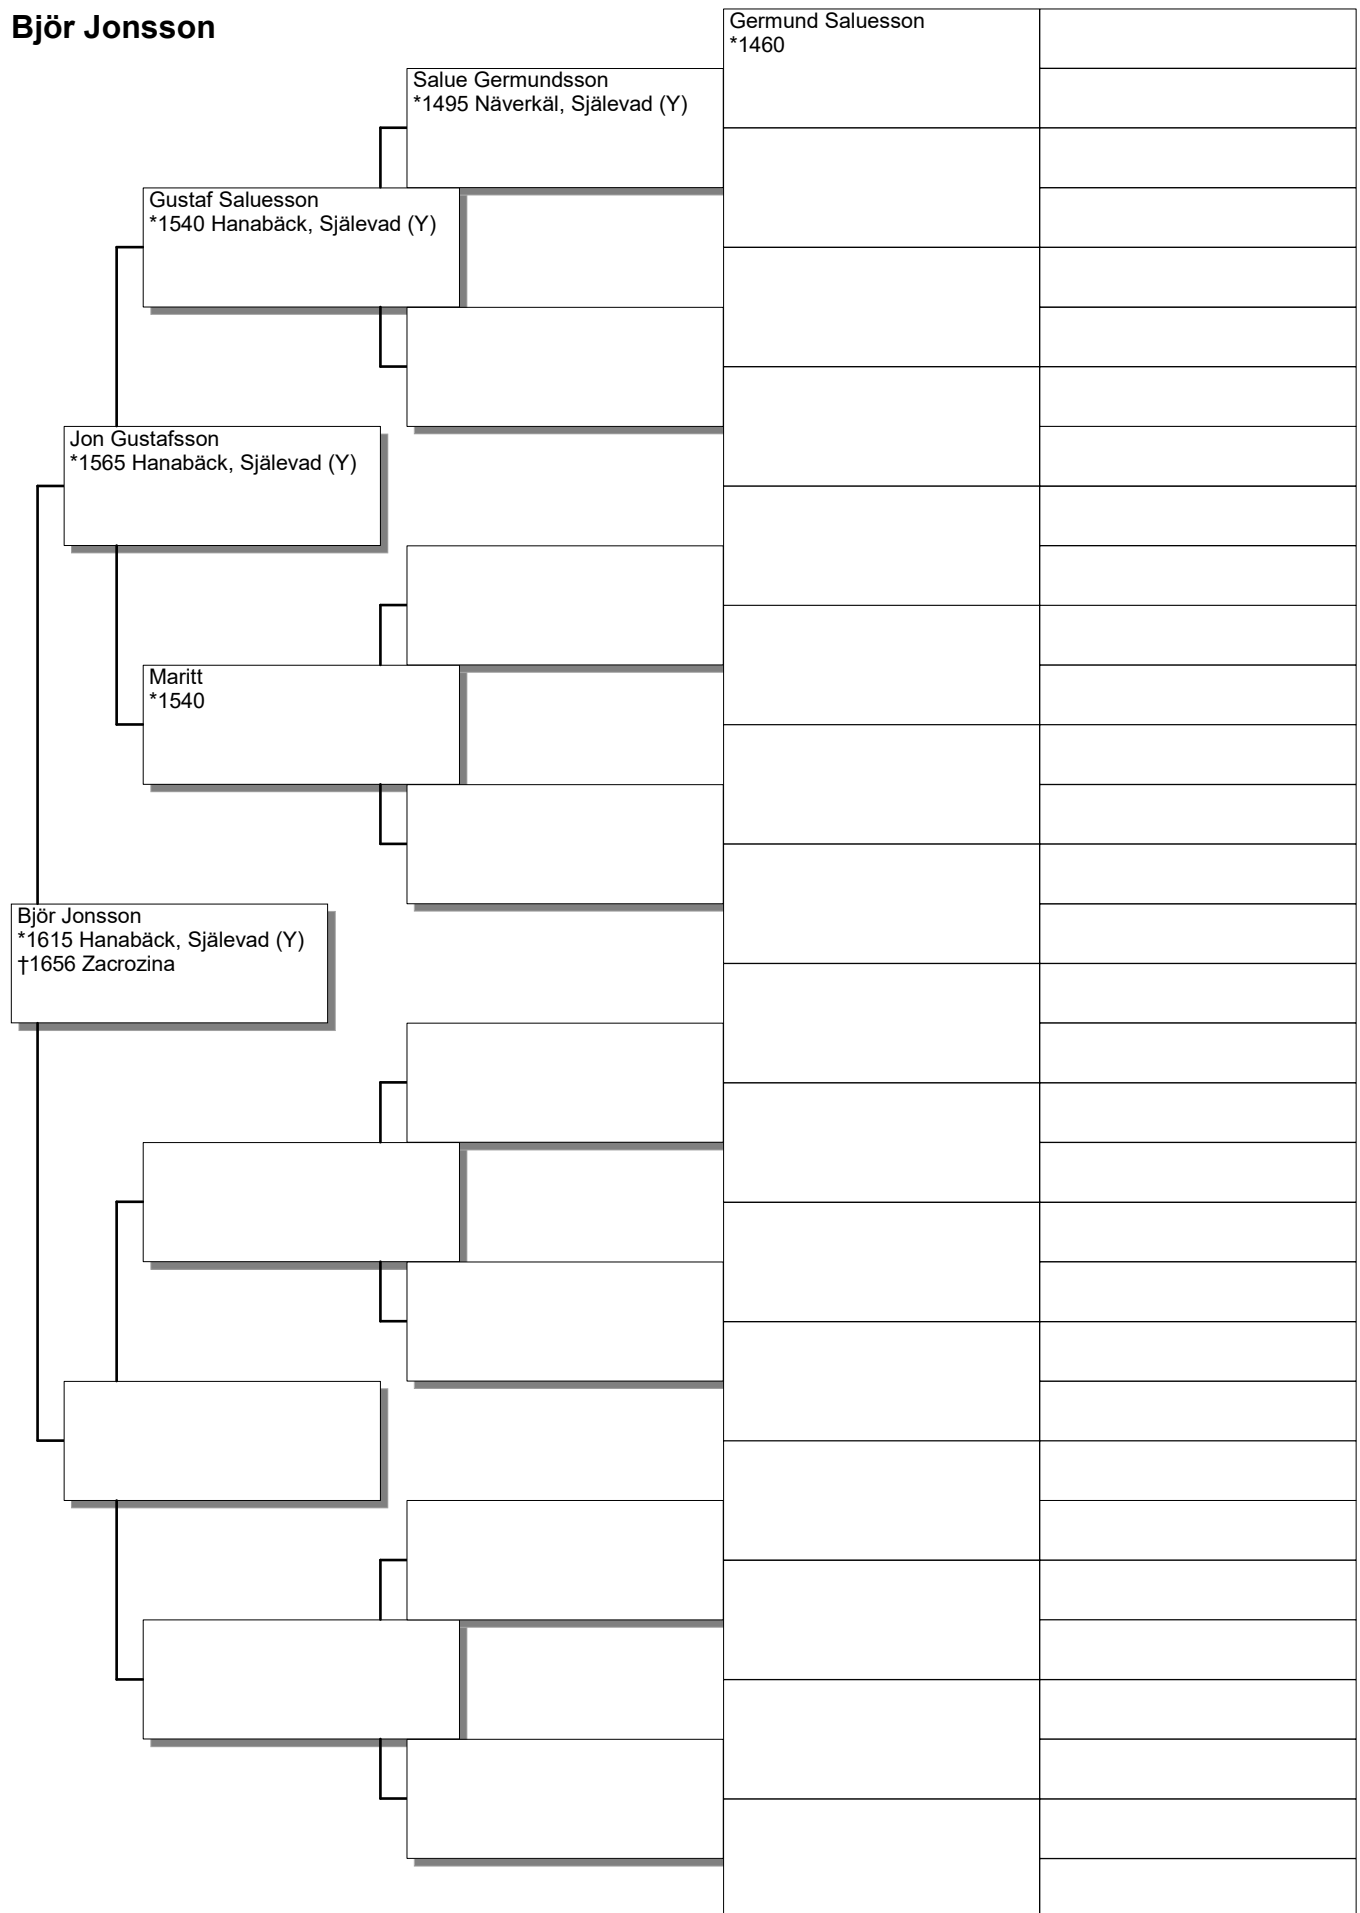 Björ Jonsson
Germund Saluesson
*1460
Salue Germundsson
*1495 Näverkäl, Själevad (Y)
Gustaf Saluesson
*1540 Hanabäck, Själevad (Y)
Jon Gustafsson
*1565 Hanabäck, Själevad (Y)
Maritt
*1540
Björ Jonsson
*1615 Hanabäck, Själevad (Y)
†1656 Zacrozina